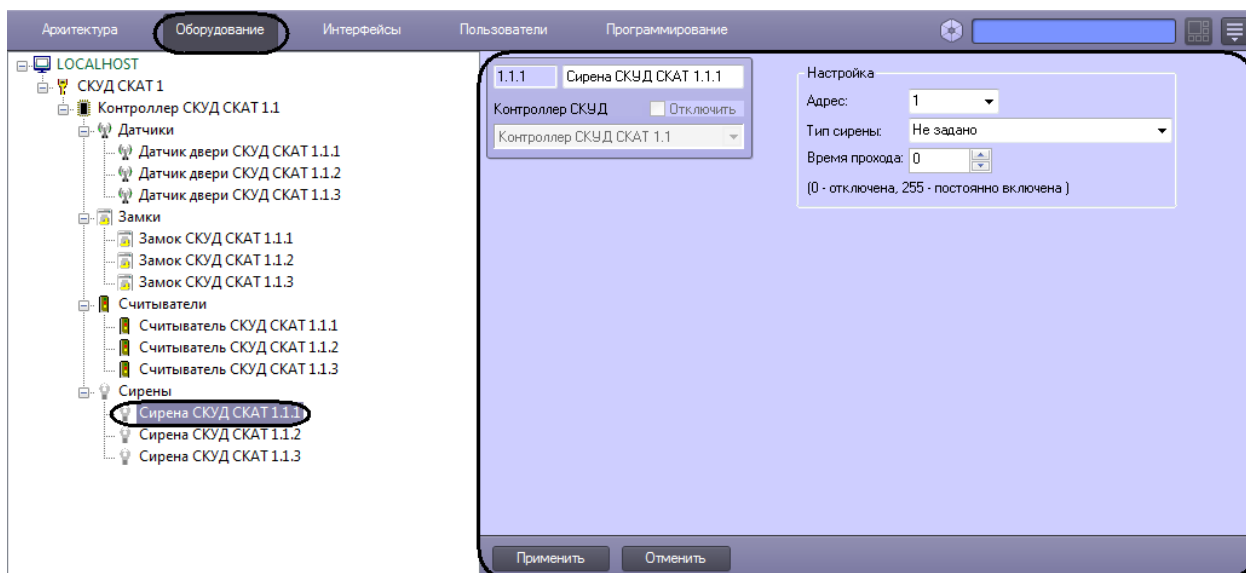 Архитектура Оборудование Интерфейсы Пользователи Программирование
LOCALHOST
СКУД СКАТ 1
Контроллер СКУД СКАТ 1.1
Датчики
Датчик двери СКУД СКАТ 1.1.1
Датчик двери СКУД СКАТ 1.1.2
Датчик двери СКУД СКАТ 1.1.3
Замки
Замок СКУД СКАТ 1.1.1
Замок СКУД СКАТ 1.1.2
Замок СКУД СКАТ 1.1.3
Считыватели
Считыватель СКУД СКАТ 1.1.1
Считыватель СКУД СКАТ 1.1.2
Считыватель СКУД СКАТ 1.1.3
Сирены
Сирена СКУД СКАТ 1.1.1
Сирена СКУД СКАТ 1.1.2
Сирена СКУД СКАТ 1.1.3
1.1.1 Сирена СКУД СКАТ 1.1.1
Контроллер СКУД Отключить
Контроллер СКУД СКАТ 1.1
Настройка
Адрес: 1
Тип сирены: Не задано
Время прохода: 0
(0 - отключена, 255 - постоянно включена )
Применить Отменить